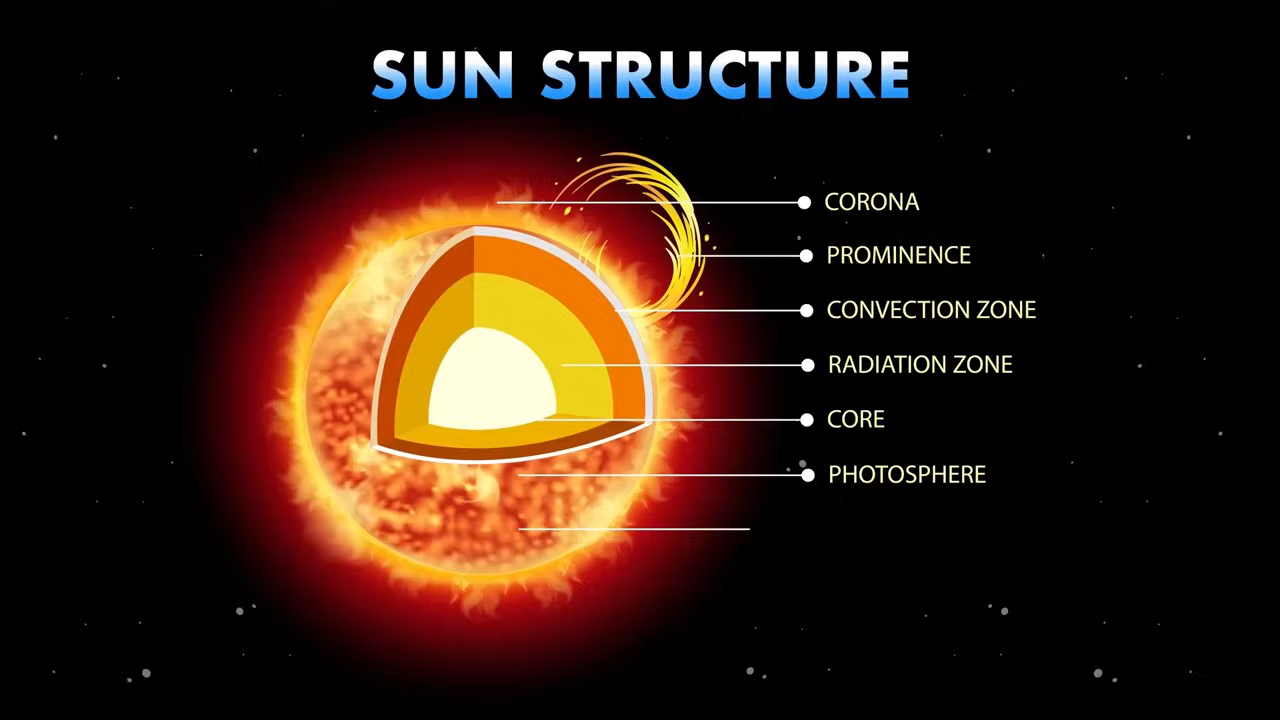 SUN STRUCTURE
CORONA
PROMINENCE
CONVECTION ZONE
RADIATION ZONE
CORE
PHOTOSPHERE